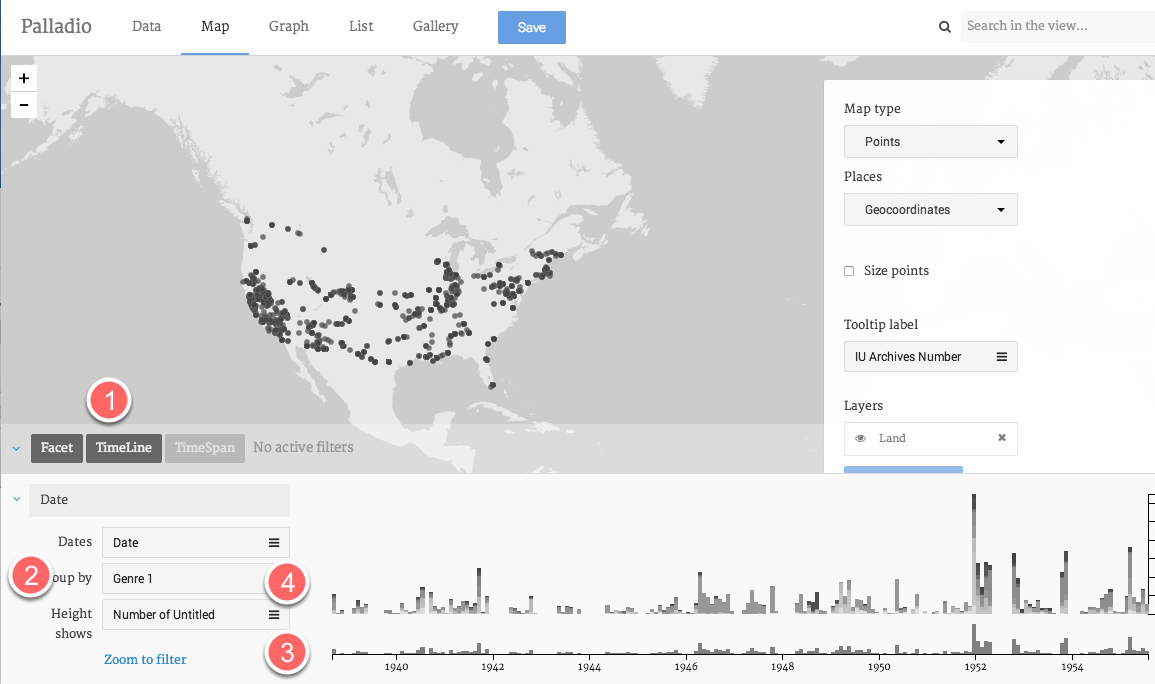 Palladio Data Map Graph List Gallery Save Search in the view...
+
−
Map type
Points
Places
Geocoordinates
Size points
Tooltip label
IU Archives Number
Layers
Land
1
Facet TimeLine TimeSpan No active filters
Date
Dates Date
2 oup by Genre 1 4
Height shows Number of Untitled
3
Zoom to filter
1940 1942 1944 1946 1948 1950 1952 1954